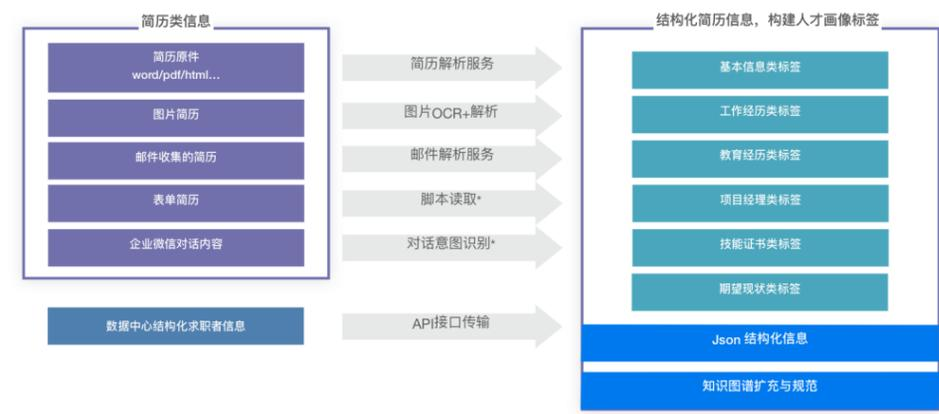 简历类信息
简历原件
word/pdf/html...
图片简历
邮件收集的简历
表单简历
企业微信对话内容
数据中心结构化求职者信息
简历解析服务
图片OCR+解析
邮件解析服务
脚本读取*
对话意图识别*
API接口传输
结构化简历信息，构建人才画像标签
基本信息类标签
工作经历类标签
教育经历类标签
项目经理类标签
技能证书类标签
期望现状类标签
Json 结构化信息
知识图谱扩充与规范